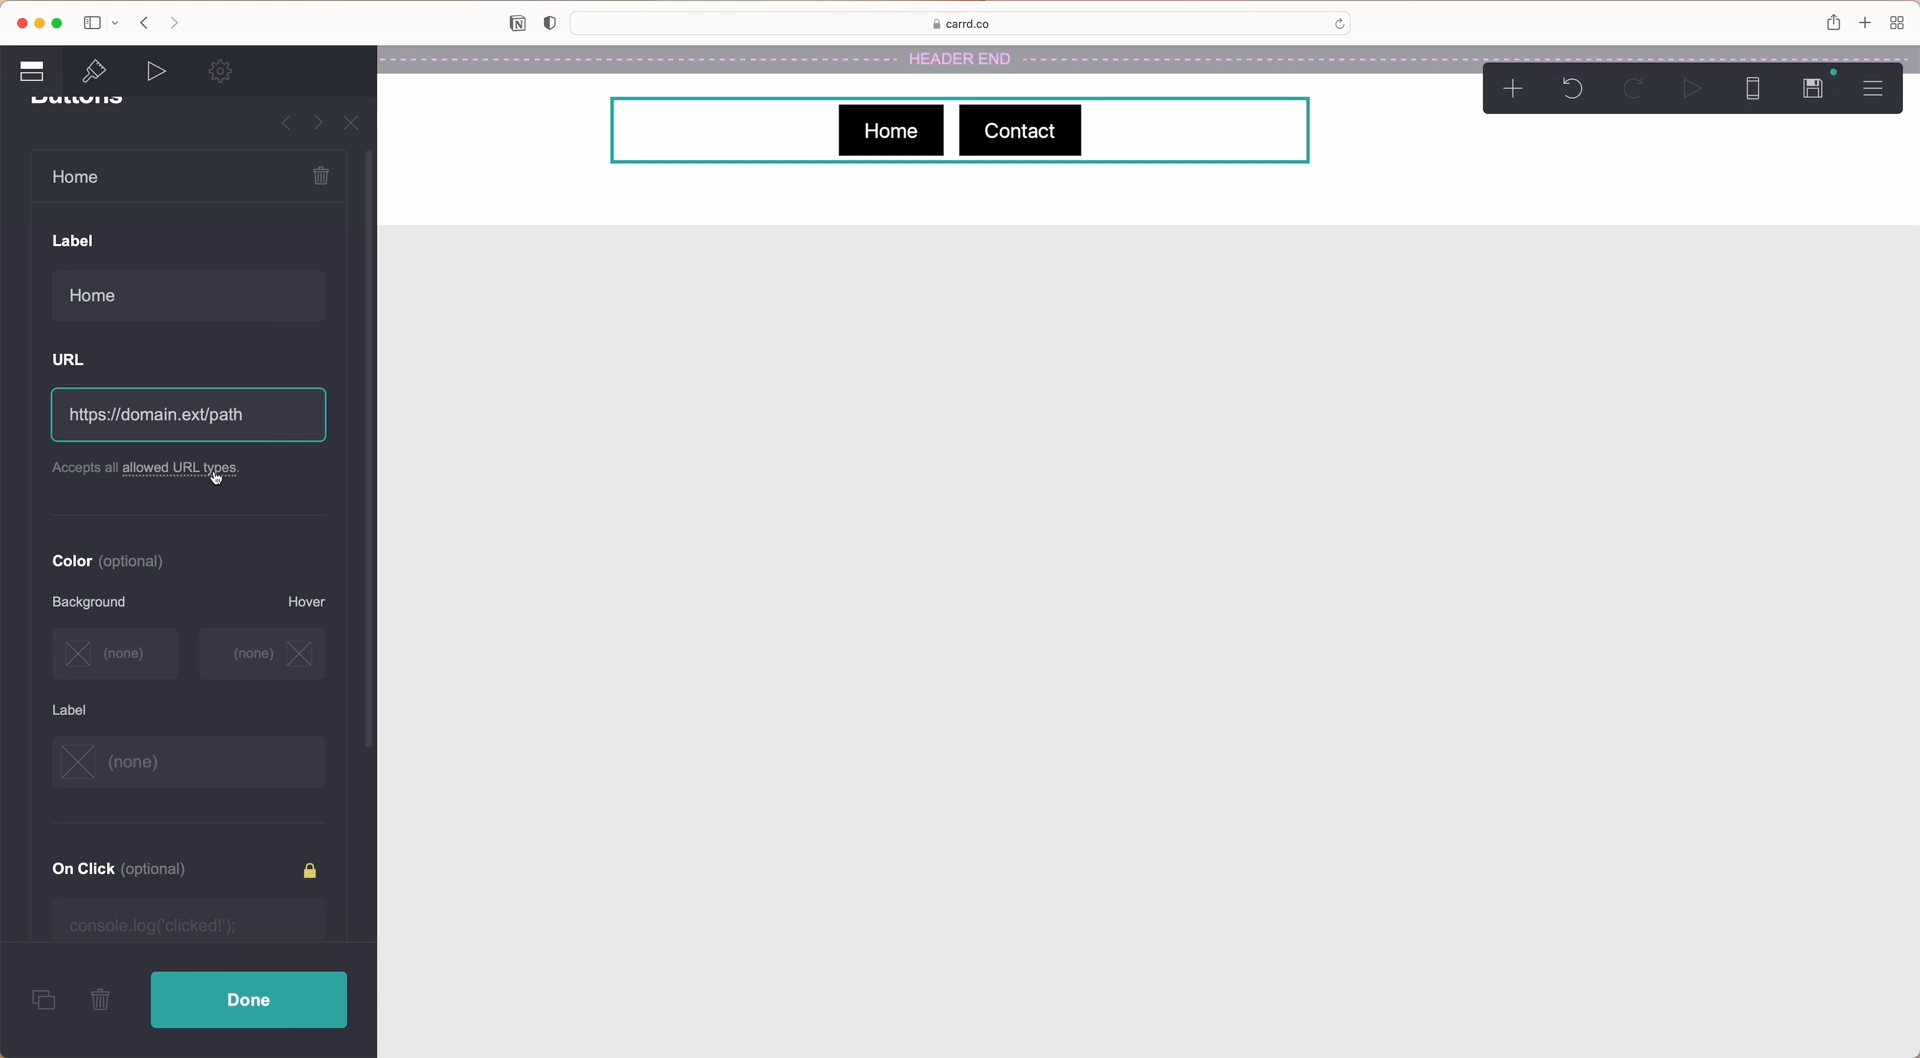 carrd.co
HEADER END
Buttons
Home
Contact
Home
Label
Home
URL
https://domain.ext/path
Accepts all allowed URL types.
Color (optional)
Background
Hover
(none)
(none)
Label
(none)
On Click (optional)
console.log('clicked!');
Done